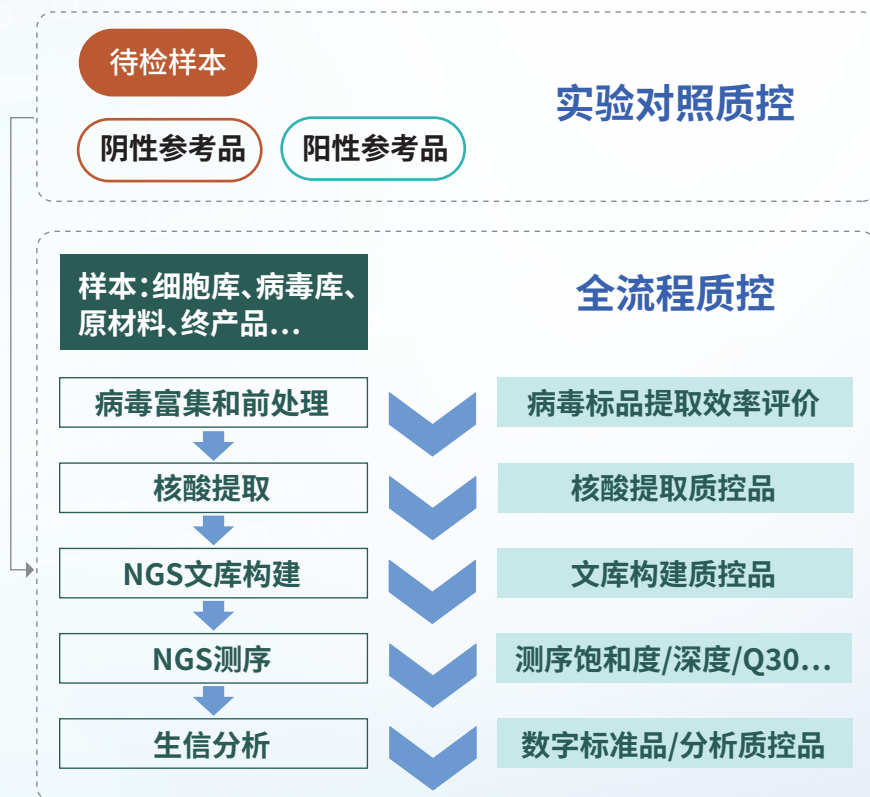 待检样本
实验对照质控
阴性参考品
阳性参考品
样本：细胞库、病毒库、
原材料、终产品...
全流程质控
病毒富集和前处理
病毒标品提取效率评价
核酸提取
核酸提取质控品
NGS文库构建
文库构建质控品
NGS测序
测序饱和度/深度/Q30...
生信分析
数字标准品/分析质控品